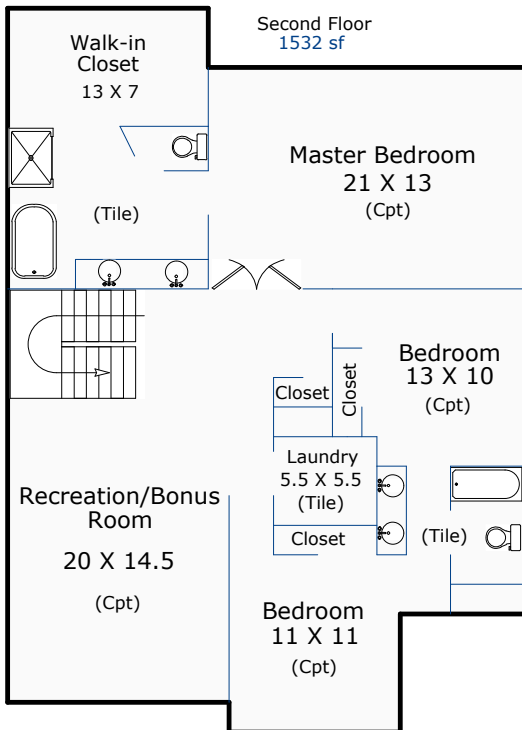 Second Floor
1532 sf
Walk-in
Closet
13 X 7
Master Bedroom
21 X 13
(Cpt)
(Tile)
Bedroom
13 X 10
(Cpt)
Closet
Closet
Laundry
5.5 X 5.5
(Tile)
Closet
(Tile)
Recreation/Bonus
Room
20 X 14.5
(Cpt)
Bedroom
11 X 11
(Cpt)